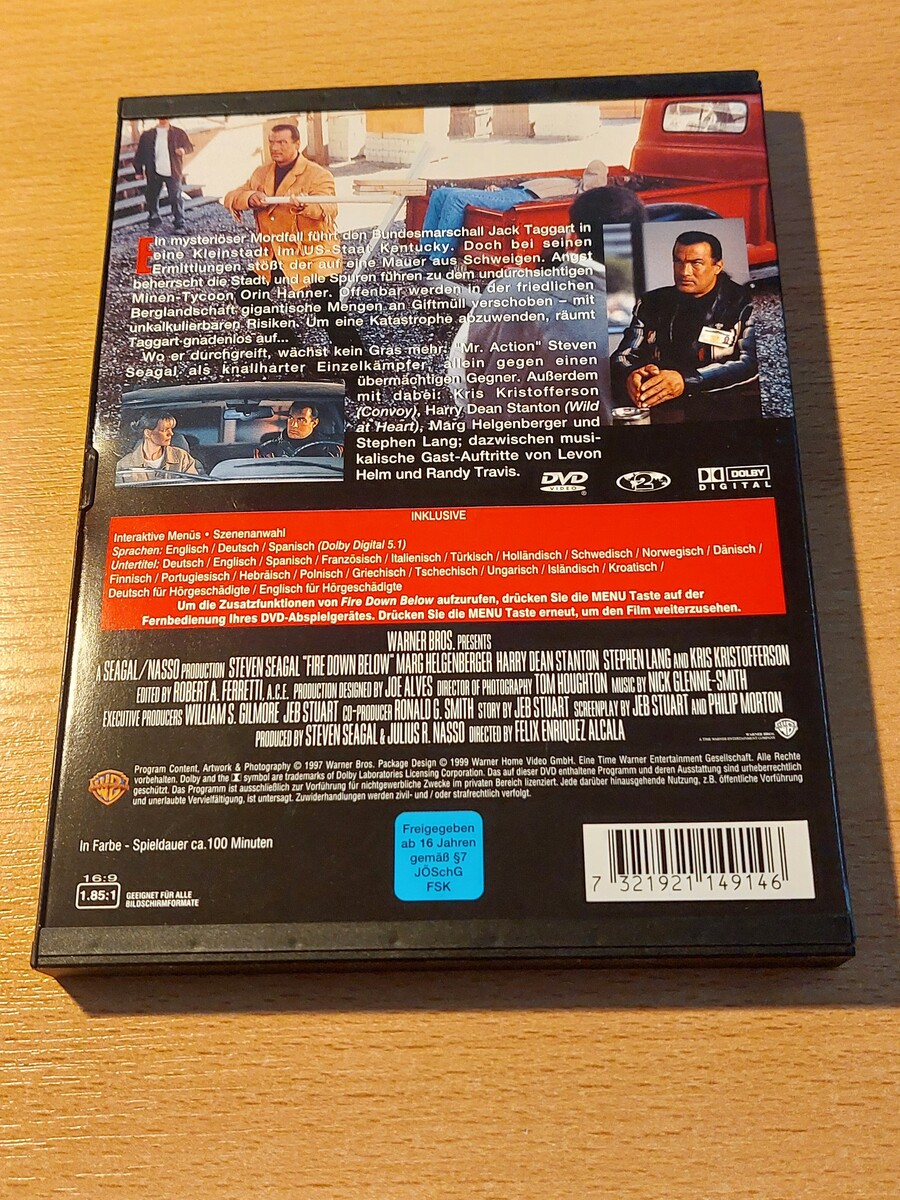 Ein mysteriöser Mordfall führt den Bundesmarschall Jack Taggart in
eine Kleinstadt im US-Staat Kentucky. Doch bei seinen
Ermittlungen stößt der auf eine Mauer aus Schweigen. Angst
beherrscht die Stadt, und alle Spuren führen zu dem undurchsichtigen
Minen-Tycoon Orin Hanner. Offenbar werden in der friedlichen
Berglandschaft gigantische Mengen an Giftmüll verschoben – mit
unkalkulierbaren Risiken. Um eine Katastrophe abzuwenden, räumt
Taggart gnadenlos auf...
Wo er durchgreift, wächst kein Gras mehr: "Mr. Action" Steven
Seagal als knallharter Einzelkämpfer, allein gegen einen
übermächtigen Gegner. Außerdem
mit dabei: Kris Kristofferson
(Convoy), Harry Dean Stanton (Wild
at Heart), Marg Helgenberger und
Stephen Lang; dazwischen musi-
kalische Gast-Auftritte von Levon
Helm und Randy Travis.
DVD VIDEO
2
DOLBY DIGITAL
INKLUSIVE
Interaktive Menüs • Szenenanwahl
Sprachen: Englisch / Deutsch / Spanisch (Dolby Digital 5.1)
Untertitel: Deutsch / Englisch / Spanisch / Französisch / Italienisch / Türkisch / Holländisch / Schwedisch / Norwegisch / Dänisch /
Finnisch / Portugiesisch / Hebräisch / Polnisch / Griechisch / Tschechisch / Ungarisch / Isländisch / Kroatisch /
Deutsch für Hörgeschädigte / Englisch für Hörgeschädigte
Um die Zusatzfunktionen von Fire Down Below aufzurufen, drücken Sie die MENU Taste auf der
Fernbedienung Ihres DVD-Abspielgerätes. Drücken Sie die MENU Taste erneut, um den Film weiterzusehen.
WARNER BROS. PRESENTS
A SEAGAL/NASSO PRODUCTION STEVEN SEAGAL "FIRE DOWN BELOW" MARG HELGENBERGER HARRY DEAN STANTON STEPHEN LANG AND KRIS KRISTOFFERSON
EDITED BY ROBERT A. FERRETTI, A.C.E. PRODUCTION DESIGNED BY JOE ALVES DIRECTOR OF PHOTOGRAPHY TOM HOUGHTON MUSIC BY NICK GLENNIE-SMITH
EXECUTIVE PRODUCERS WILLIAM S. GILMORE JEB STUART CO-PRODUCER RONALD G. SMITH STORY BY JEB STUART SCREENPLAY BY JEB STUART AND PHILIP MORTON
PRODUCED BY STEVEN SEAGAL & JULIUS R. NASSO DIRECTED BY FELIX ENRIQUEZ ALCALA
WARNER BROS.
A TIME WARNER ENTERTAINMENT COMPANY
Program Content, Artwork & Photography © 1997 Warner Bros. Package Design © 1999 Warner Home Video GmbH. Eine Time Warner Entertainment Gesellschaft. Alle Rechte
vorbehalten. Dolby and the symbol are trademarks of Dolby Laboratories Licensing Corporation. Das auf dieser DVD enthaltene Programm und deren Ausstattung sind urheberrechtlich
geschützt. Das Programm ist ausschließlich zur Vorführung für nichtgewerbliche Zwecke im privaten Bereich lizenziert. Jede darüber hinausgehende Nutzung, z.B. öffentliche Vorführung
und unerlaubte Vervielfältigung, ist untersagt. Zuwiderhandlungen werden zivil- und / oder strafrechtlich verfolgt.
In Farbe - Spieldauer ca.100 Minuten
Freigegeben
ab 16 Jahren
gemäß §7
JÖSchG
FSK
16:9
1.85:1
GEEIGNET FÜR ALLE
BILDSCHIRMFORMATE
7 321921 149146